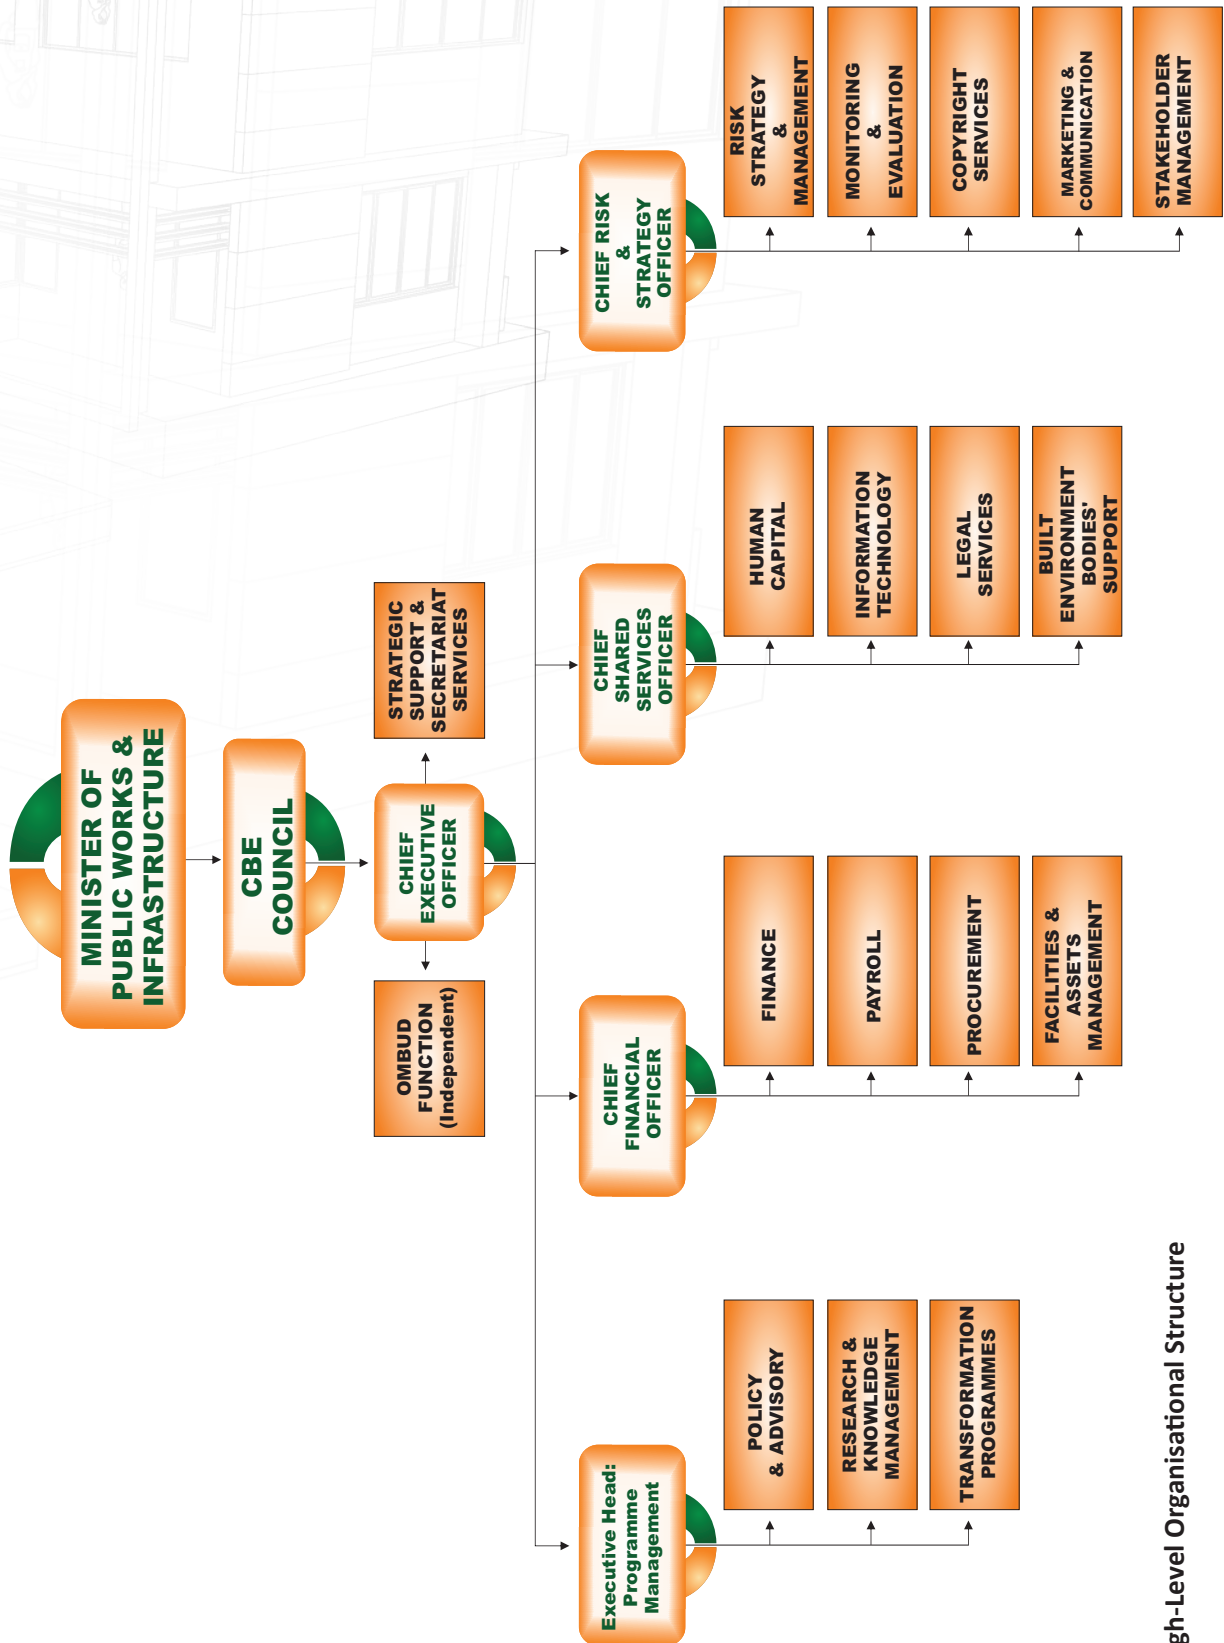 MINISTER OF
PUBLIC WORKS &
INFRASTRUCTURE
CBE
COUNCIL
OMBUD
FUNCTION
(Independent)
CHIEF
EXECUTIVE
OFFICER
STRATEGIC
SUPPORT &
SECRETARIAT
SERVICES
Executive Head:
Programme
Management
POLICY
& ADVISORY
RESEARCH &
KNOWLEDGE
MANAGEMENT
TRANSFORMATION
PROGRAMMES
CHIEF
FINANCIAL
OFFICER
FINANCE
PAYROLL
PROCUREMENT
FACILITIES &
ASSETS
MANAGEMENT
CHIEF
SHARED
SERVICES
OFFICER
HUMAN
CAPITAL
INFORMATION
TECHNOLOGY
LEGAL
SERVICES
BUILT
ENVIRONMENT
BODIES'
SUPPORT
CHIEF RISK
&
STRATEGY
OFFICER
RISK
STRATEGY
&
MANAGEMENT
MONITORING
&
EVALUATION
COPYRIGHT
SERVICES
MARKETING &
COMMUNICATION
STAKEHOLDER
MANAGEMENT
gh-Level Organisational Structure